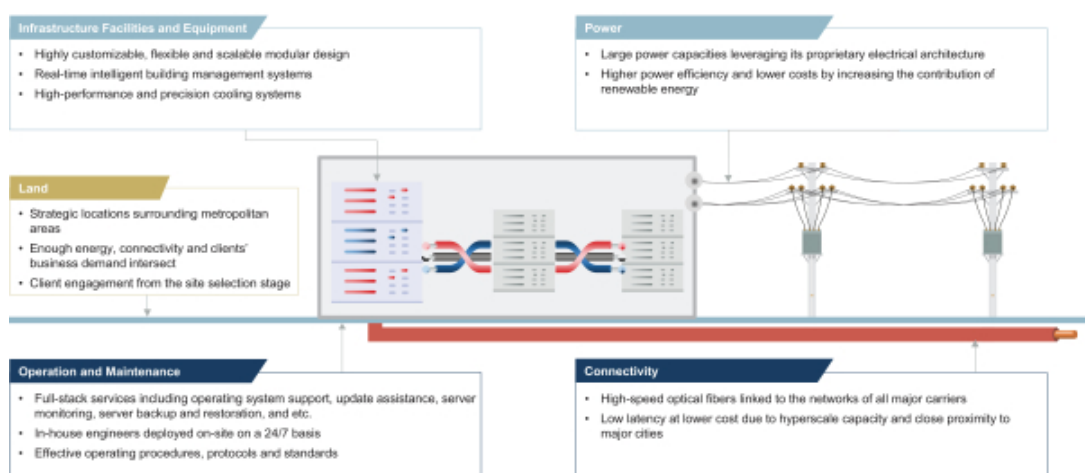 Infrastructure Facilities and Equipment
• Highly customizable, flexible and scalable modular design
• Real-time intelligent building management systems
• High-performance and precision cooling systems
Power
• Large power capacities leveraging its proprietary electrical architecture
• Higher power efficiency and lower costs by increasing the contribution of
renewable energy
Land
• Strategic locations surrounding metropolitan
areas
• Enough energy, connectivity and clients'
business demand intersect
• Client engagement from the site selection stage
Operation and Maintenance
• Full-stack services including operating system support, update assistance, server
monitoring, server backup and restoration, and etc.
• In-house engineers deployed on-site on a 24/7 basis
• Effective operating procedures, protocols and standards
Connectivity
• High-speed optical fibers linked to the networks of all major carriers
• Low latency at lower cost due to hyperscale capacity and close proximity to
major cities